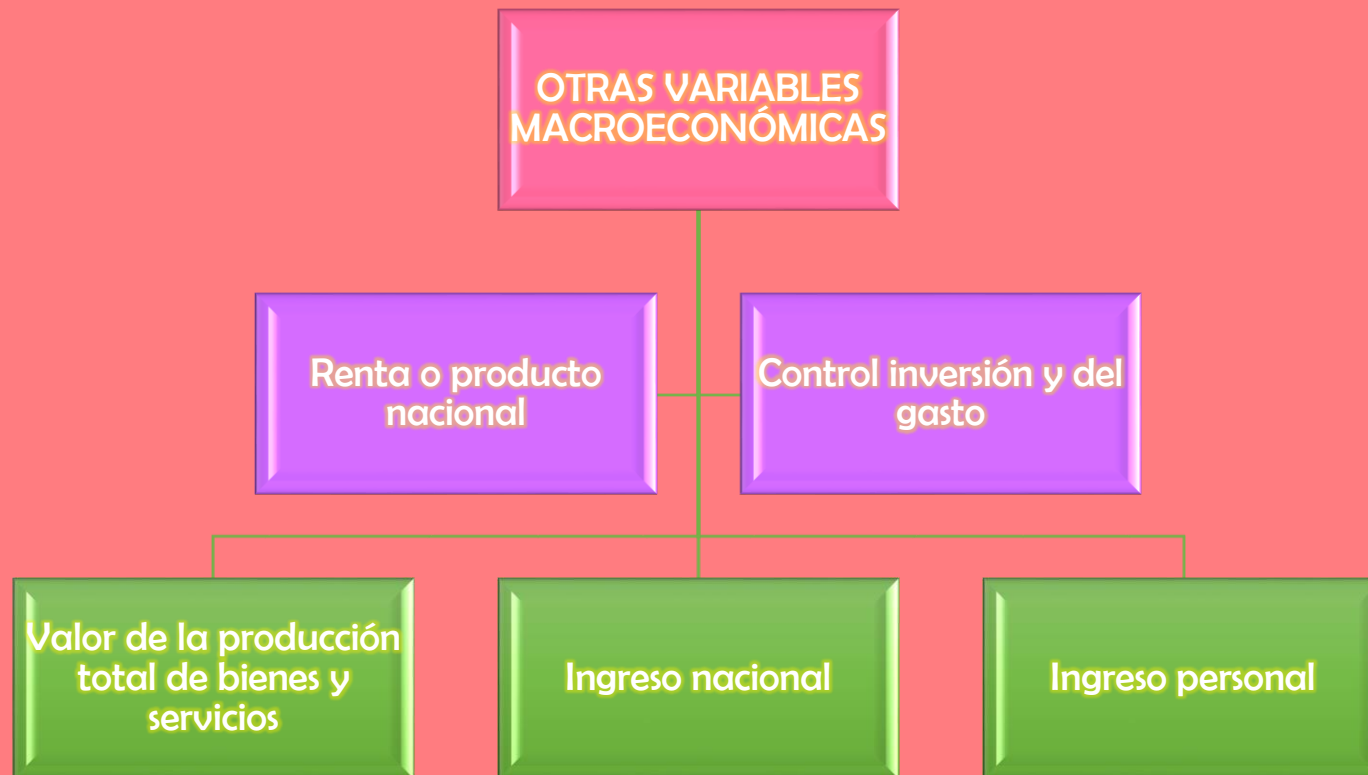 OTRAS VARIABLES
MACROECONÓMICAS
Renta o producto
nacional
Control inversión y del
gasto
Valor de la producción
total de bienes y
servicios
Ingreso nacional
Ingreso personal